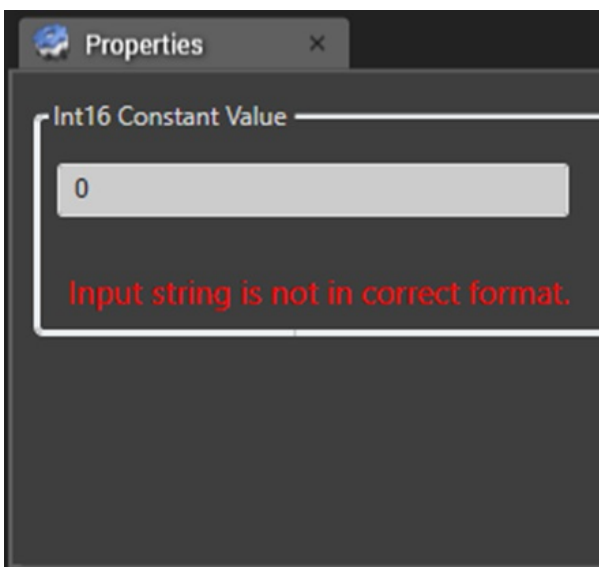 Properties
Int16 Constant Value
0
Input string is not in correct format.